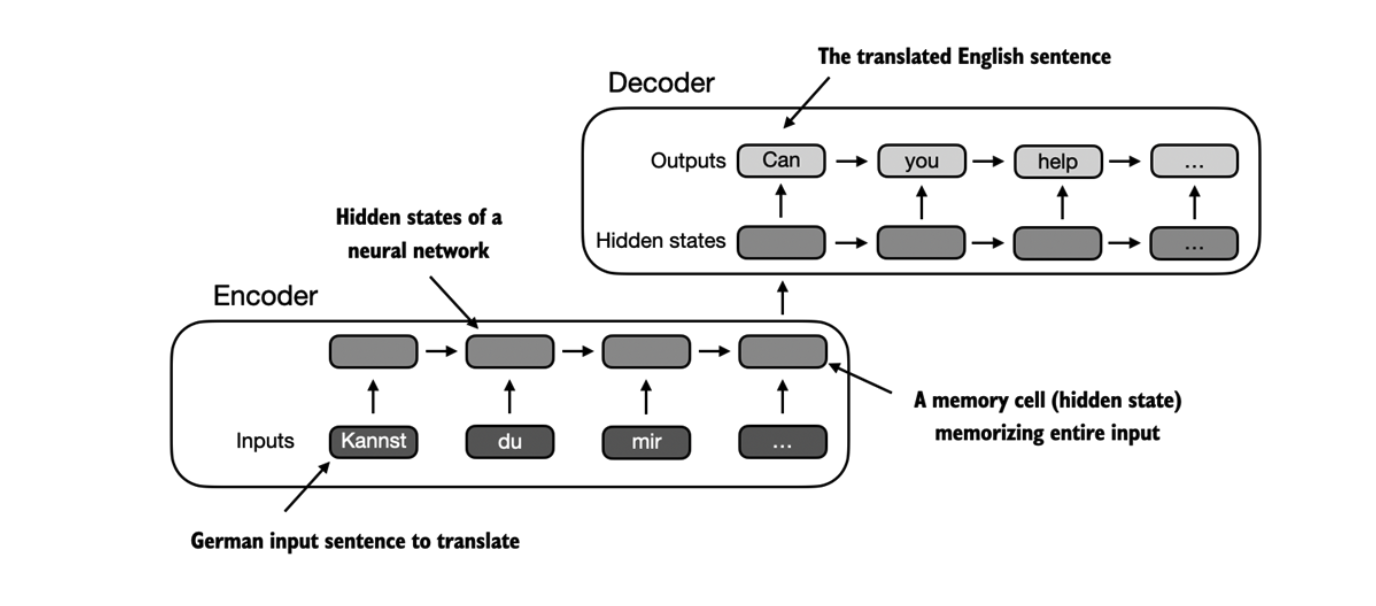 The translated English sentence
Decoder
Outputs Can you help ...
Hidden states of a
neural network
Hidden states ...
Encoder
A memory cell (hidden state)
memorizing entire input
Inputs Kannst du mir ...
German input sentence to translate